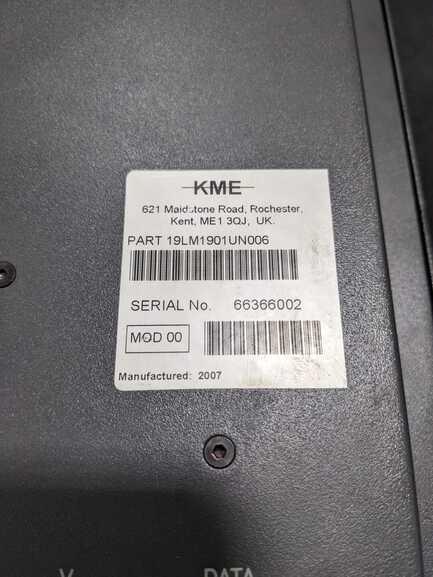 KME
621 Maidstone Road, Rochester,
Kent, ME1 3QJ, UK.
PART 19LM1901UN006
SERIAL No. 66366002
MOD 00
Manufactured: 2007
DATA